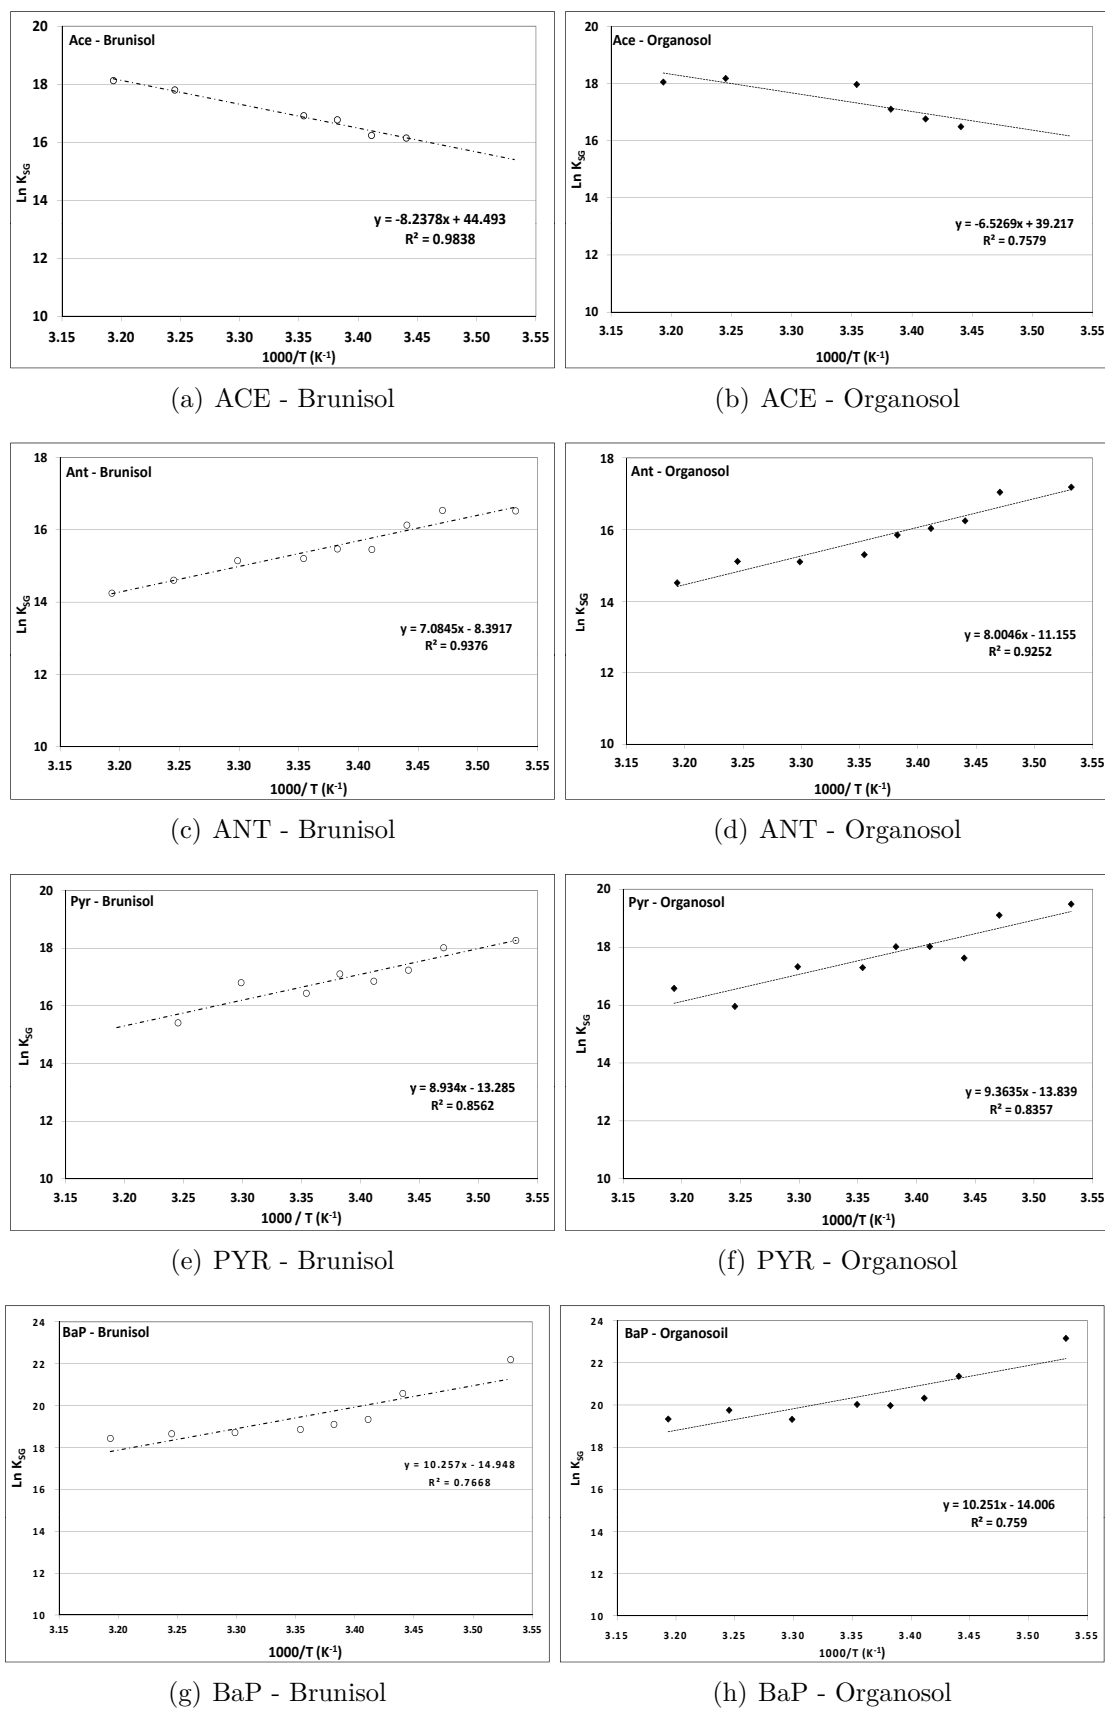 Ace - Brunisol
20
18
16
14
12
10
Ln K_SG
y = -8.2378x + 44.493
R² = 0.9838
3.15 3.20 3.25 3.30 3.35 3.40 3.45 3.50 3.55
1000/T (K⁻¹)
(a) ACE - Brunisol
Ace - Organosol
20
18
16
14
12
10
Ln K_SG
y = -6.5269x + 39.217
R² = 0.7579
3.15 3.20 3.25 3.30 3.35 3.40 3.45 3.50 3.55
1000/T (K⁻¹)
(b) ACE - Organosol
Ant - Brunisol
18
16
14
12
10
Ln K_SG
y = 7.0845x - 8.3917
R² = 0.9376
3.15 3.20 3.25 3.30 3.35 3.40 3.45 3.50 3.55
1000/ T (K⁻¹)
(c) ANT - Brunisol
Ant - Organosol
18
16
14
12
10
Ln K_SG
y = 8.0046x - 11.155
R² = 0.9252
3.15 3.20 3.25 3.30 3.35 3.40 3.45 3.50 3.55
1000/ T (K⁻¹)
(d) ANT - Organosol
Pyr - Brunisol
20
18
16
14
12
10
Ln K_SG
y = 8.934x - 13.285
R² = 0.8562
3.15 3.20 3.25 3.30 3.35 3.40 3.45 3.50 3.55
1000 / T (K⁻¹)
(e) PYR - Brunisol
Pyr - Organosol
20
18
16
14
12
10
Ln K_SG
y = 9.3635x - 13.839
R² = 0.8357
3.15 3.20 3.25 3.30 3.35 3.40 3.45 3.50 3.55
1000/T (K⁻¹)
(f) PYR - Organosol
BaP - Brunisol
24
22
20
18
16
14
12
10
Ln K_SG
y = 10.257x - 14.948
R² = 0.7668
3.15 3.20 3.25 3.30 3.35 3.40 3.45 3.50 3.55
1000/T (K⁻¹)
(g) BaP - Brunisol
BaP - Organosoil
24
22
20
18
16
14
12
10
Ln K_SG
y = 10.251x - 14.006
R² = 0.759
3.15 3.20 3.25 3.30 3.35 3.40 3.45 3.50 3.55
1000/T (K⁻¹)
(h) BaP - Organosol